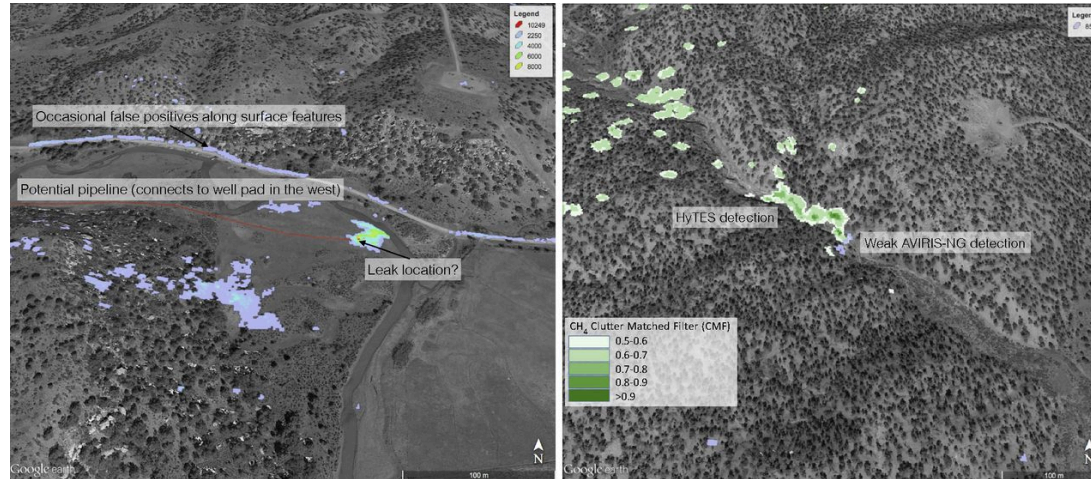 Legend
10249
2250
4000
6000
8000
Occasional false positives along surface features
Potential pipeline (connects to well pad in the west)
Leak location?
Google earth
N
100 m
HyTES detection
Weak AVIRIS-NG detection
CH4 Clutter Matched Filter (CMF)
0.5-0.6
0.6-0.7
0.7-0.8
0.8-0.9
>0.9
Google earth
N
100 m